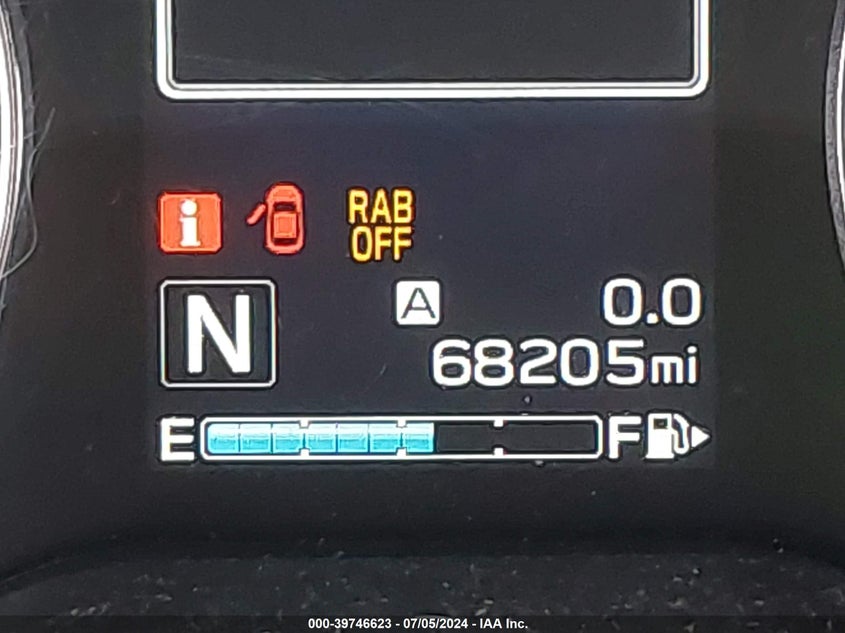 i RAB
OFF
N A 0.0
68205mi
E F
000-39746623 - 07/05/2024 - IAA Inc.